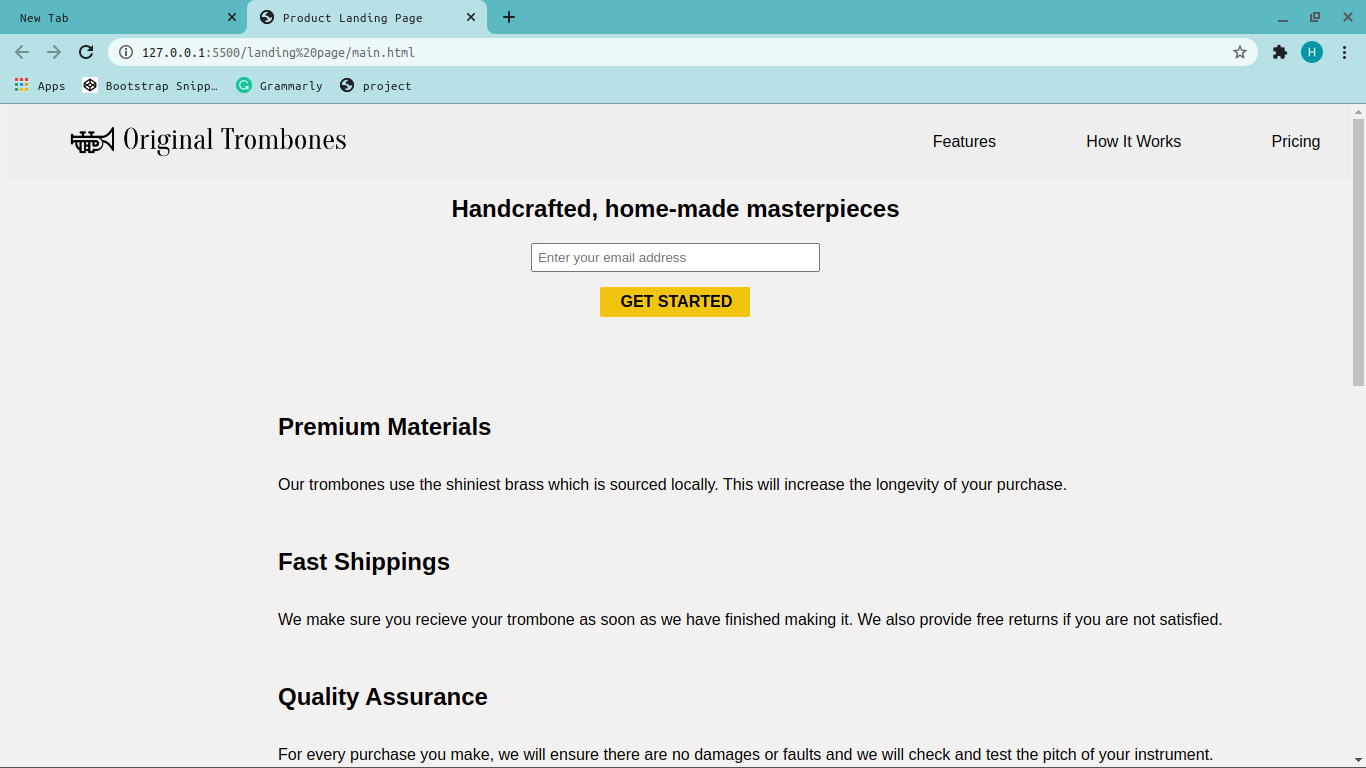 New Tab
Product Landing Page
127.0.0.1:5500/landing%20page/main.html
H
Apps
Bootstrap Snipp…
Grammarly
project
Original Trombones
Features
How It Works
Pricing
Handcrafted, home-made masterpieces
Enter your email address
GET STARTED
Premium Materials
Our trombones use the shiniest brass which is sourced locally. This will increase the longevity of your purchase.
Fast Shippings
We make sure you recieve your trombone as soon as we have finished making it. We also provide free returns if you are not satisfied.
Quality Assurance
For every purchase you make, we will ensure there are no damages or faults and we will check and test the pitch of your instrument.